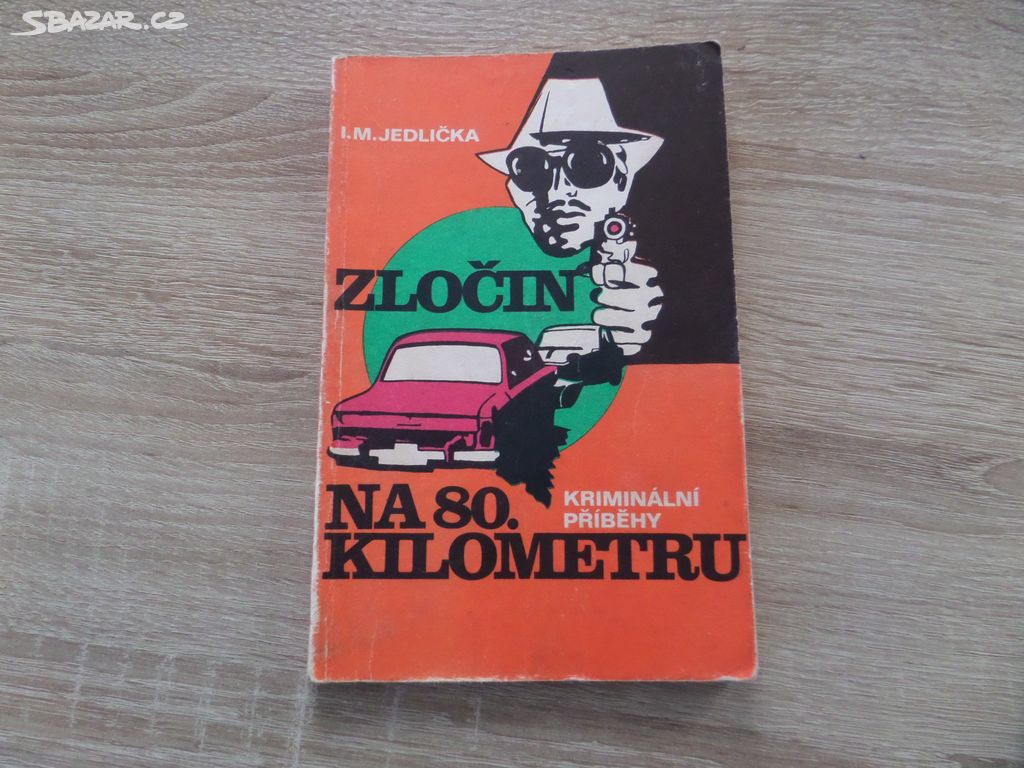 SBAZAR.CZ
I.M.JEDLIČKA
ZLOČIN
NA 80.
KILOMETRU
KRIMINÁLNÍ
PŘÍBĚHY